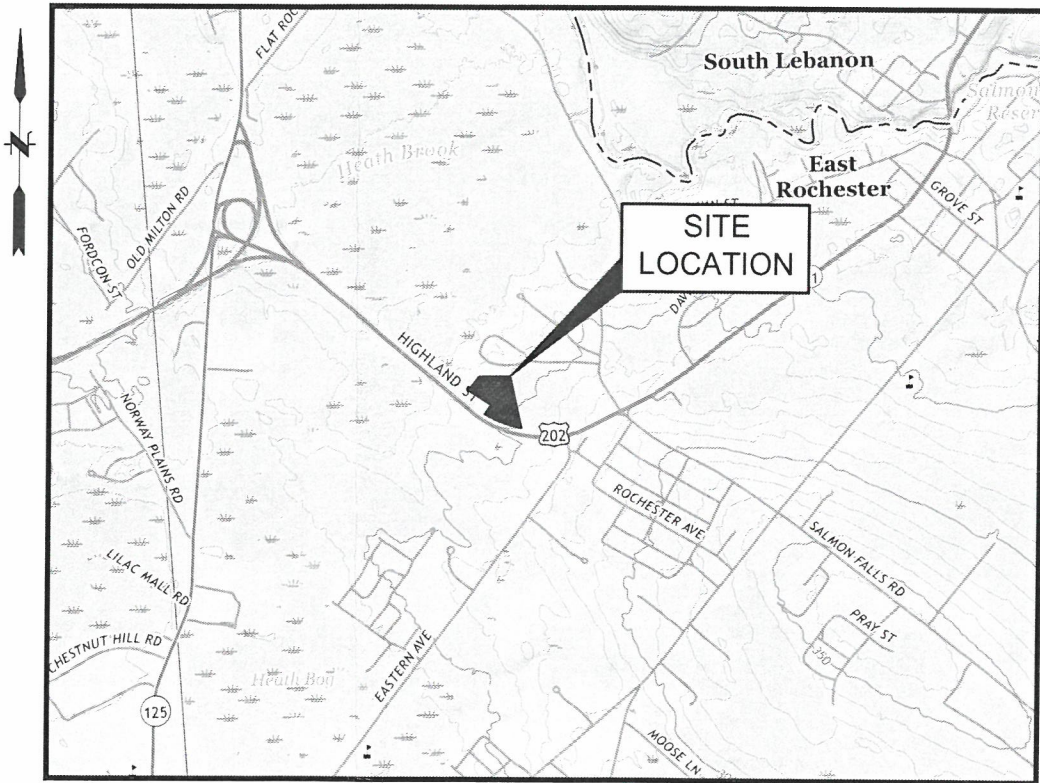 FLAT ROC
South Lebanon
Salmon
Reser
Heath Brook
East
Rochester
GROVE ST
OLD MILTON RD
FORDCON ST
N
SITE
LOCATION
HIGHLAND ST
202
NORWAY PLAINS RD
ROCHESTER AVE
SALMON FALLS RD
LILAC MALL RD
PRAY ST
CHESTNUT HILL RD
350
EASTERN AVE
125
MOOSE LN